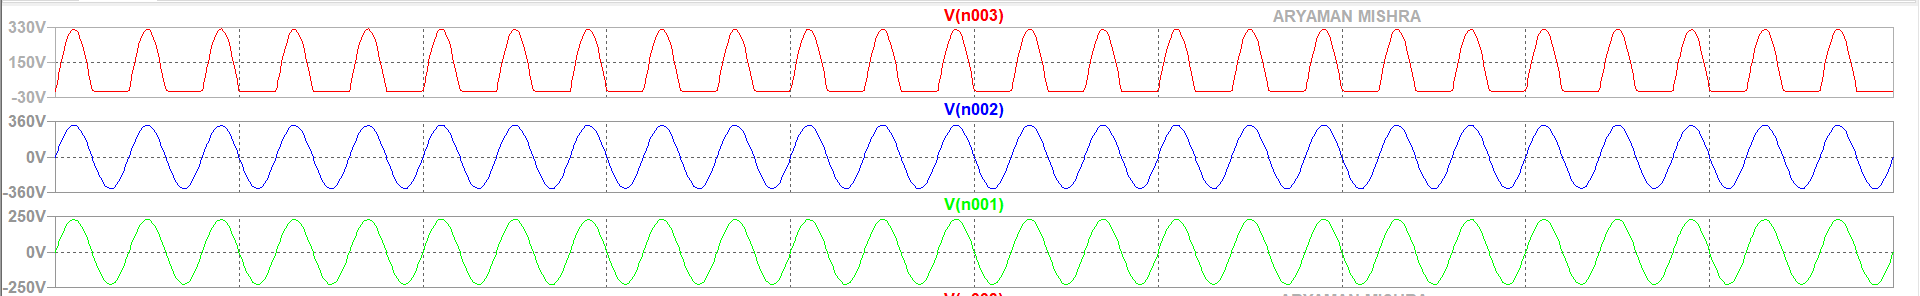 V(n003) ARYAMAN MISHRA
330V
150V
-30V
V(n002)
360V
0V
-360V
V(n001)
250V
0V
-250V